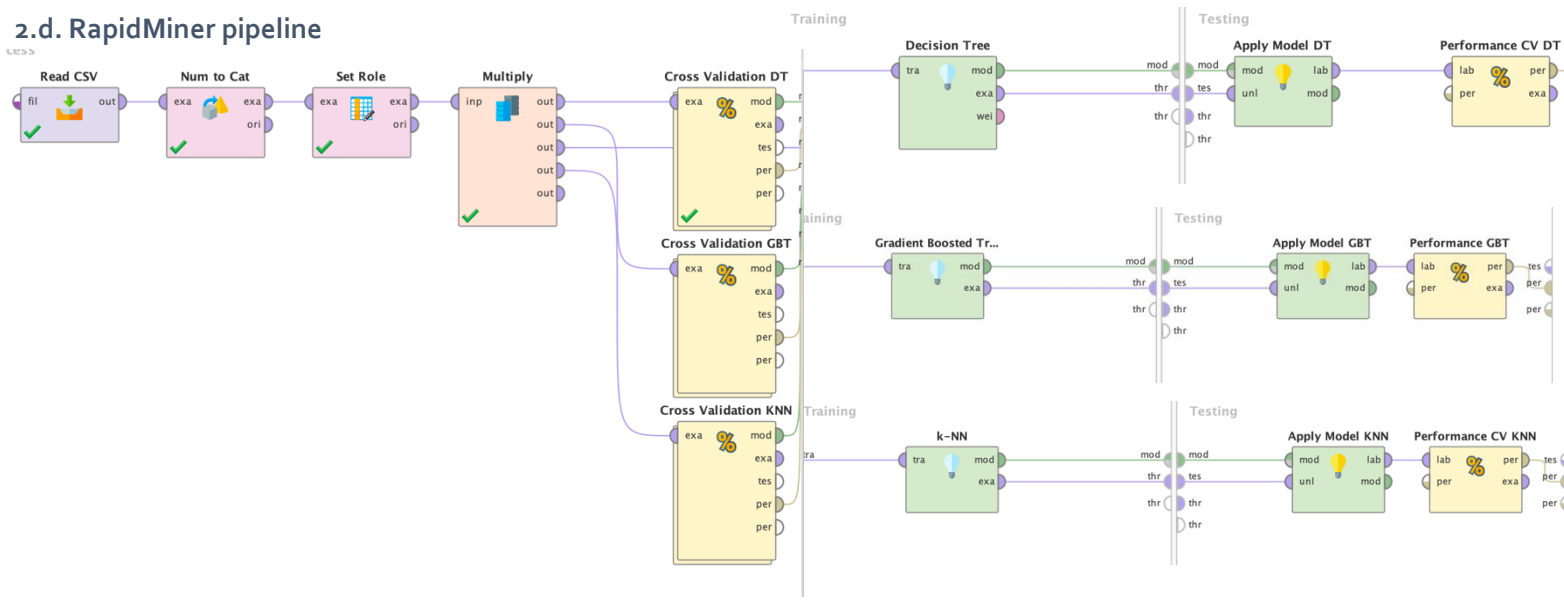 2.d. RapidMiner pipeline
cess
Read CSV
fil out
Num to Cat
exa exa
ori
Set Role
exa exa
ori
Multiply
inp out
out
out
out
out
Cross Validation DT
exa mod
exa
tes
per
per
Cross Validation GBT
exa mod
exa
tes
per
per
Cross Validation KNN
exa mod
exa
tes
per
per
Training
Testing
Decision Tree
tra mod
exa
wei
mod mod
thr tes
thr thr
thr
Apply Model DT
mod lab
unl mod
Performance CV DT
lab per
per exa
aining
Testing
Gradient Boosted Tr...
tra mod
exa
mod mod
thr tes
thr thr
thr
Apply Model GBT
mod lab
unl mod
Performance GBT
lab per
per exa
tes
per
per
Training
Testing
tra
k-NN
tra mod
exa
mod mod
thr tes
thr thr
thr
Apply Model KNN
mod lab
unl mod
Performance CV KNN
lab per
per exa
tes
per
per